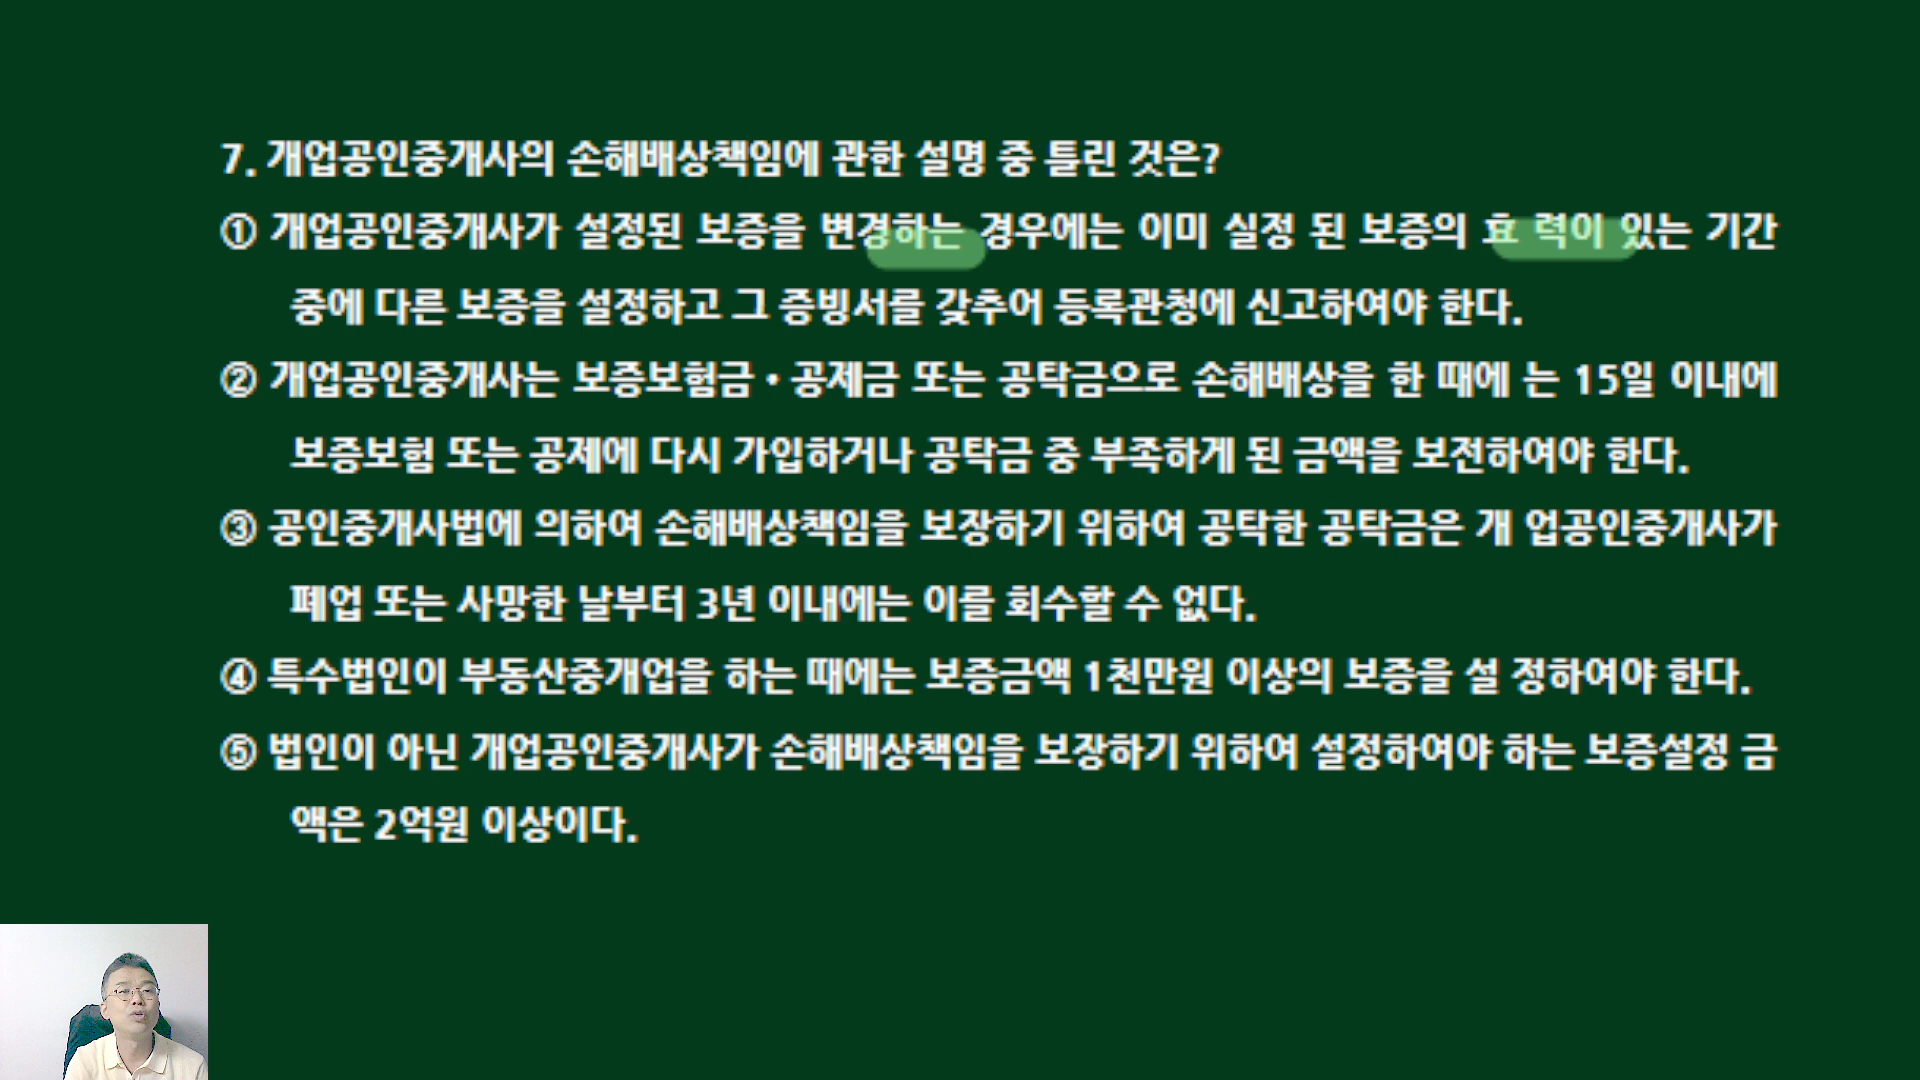 7. 개업공인중개사의 손해배상책임에 관한 설명 중 틀린 것은?
① 개업공인중개사가 설정된 보증을 변경하는 경우에는 이미 실정 된 보증의 효 력이 있는 기간
중에 다른 보증을 설정하고 그 증빙서를 갖추어 등록관청에 신고하여야 한다.
② 개업공인중개사는 보증보험금·공제금 또는 공탁금으로 손해배상을 한 때에 는 15일 이내에
보증보험 또는 공제에 다시 가입하거나 공탁금 중 부족하게 된 금액을 보전하여야 한다.
③ 공인중개사법에 의하여 손해배상책임을 보장하기 위하여 공탁한 공탁금은 개 업공인중개사가
폐업 또는 사망한 날부터 3년 이내에는 이를 회수할 수 없다.
④ 특수법인이 부동산중개업을 하는 때에는 보증금액 1천만원 이상의 보증을 설 정하여야 한다.
⑤ 법인이 아닌 개업공인중개사가 손해배상책임을 보장하기 위하여 설정하여야 하는 보증설정 금
액은 2억원 이상이다.